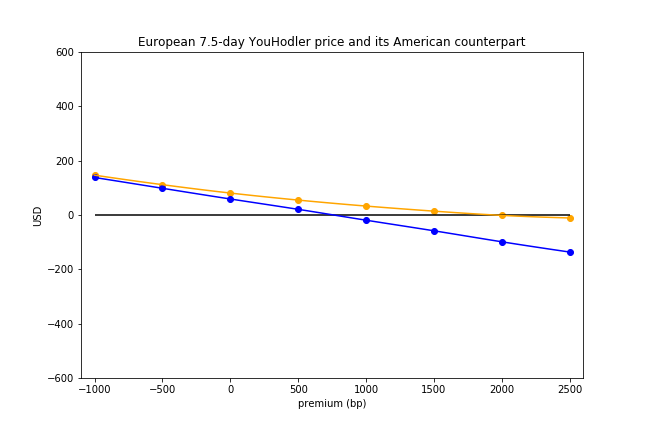 European 7.5-day YouHodler price and its American counterpart
600
400
200
0
−200
−400
−600
USD
−1000 −500 0 500 1000 1500 2000 2500
premium (bp)